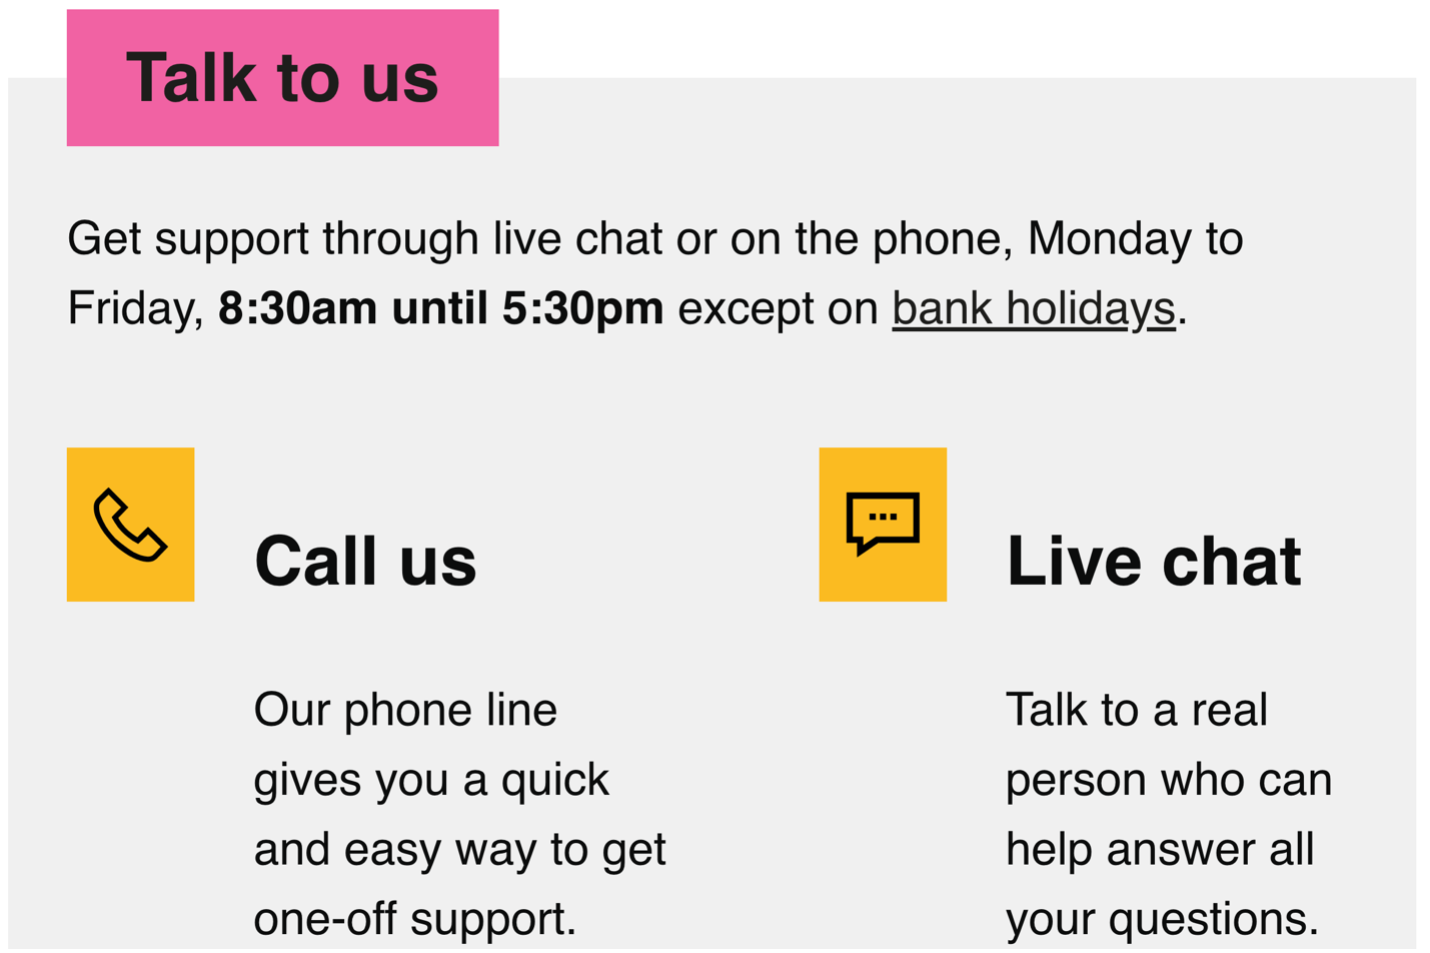 Talk to us
Get support through live chat or on the phone, Monday to
Friday, 8:30am until 5:30pm except on bank holidays.
Call us
Our phone line
gives you a quick
and easy way to get
one-off support.
Live chat
Talk to a real
person who can
help answer all
your questions.